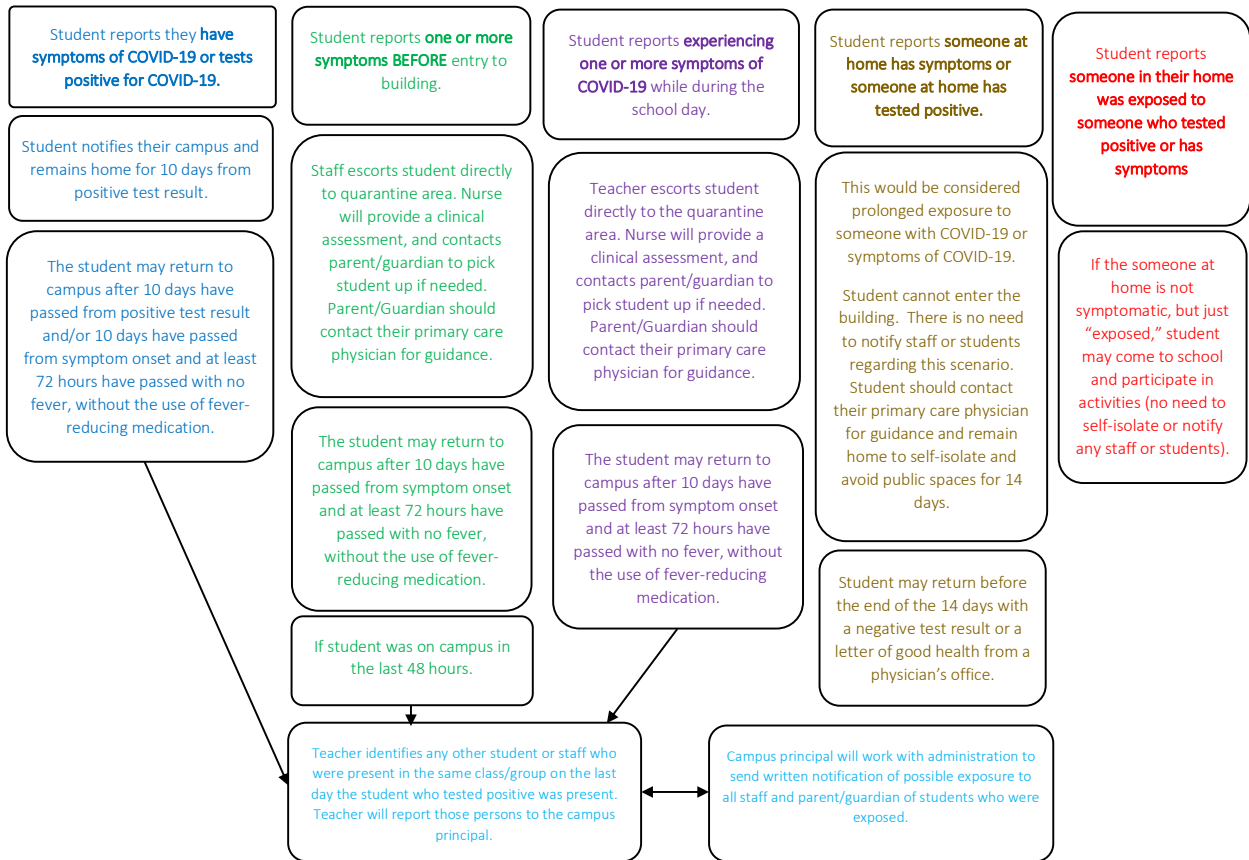 Student reports they have
symptoms of COVID-19 or tests
positive for COVID-19.
Student notifies their campus and
remains home for 10 days from
positive test result.
The student may return to
campus after 10 days have
passed from positive test result
and/or 10 days have passed
from symptom onset and at least
72 hours have passed with no
fever, without the use of fever-
reducing medication.
Student reports one or more
symptoms BEFORE entry to
building.
Staff escorts student directly
to quarantine area. Nurse
will provide a clinical
assessment, and contacts
parent/guardian to pick
student up if needed.
Parent/Guardian should
contact their primary care
physician for guidance.
The student may return to
campus after 10 days have
passed from symptom onset
and at least 72 hours have
passed with no fever,
without the use of fever-
reducing medication.
If student was on campus in
the last 48 hours.
Student reports experiencing
one or more symptoms of
COVID-19 while during the
school day.
Teacher escorts student
directly to the quarantine
area. Nurse will provide a
clinical assessment, and
contacts parent/guardian to
pick student up if needed.
Parent/Guardian should
contact their primary care
physician for guidance.
The student may return to
campus after 10 days have
passed from symptom onset
and at least 72 hours have
passed with no fever, without
the use of fever-reducing
medication.
Student reports someone at
home has symptoms or
someone at home has
tested positive.
This would be considered
prolonged exposure to
someone with COVID-19 or
symptoms of COVID-19.
Student cannot enter the
building. There is no need
to notify staff or students
regarding this scenario.
Student should contact
their primary care physician
for guidance and remain
home to self-isolate and
avoid public spaces for 14
days.
Student may return before
the end of the 14 days with
a negative test result or a
letter of good health from a
physician’s office.
Student reports
someone in their home
was exposed to
someone who tested
positive or has
symptoms
If the someone at
home is not
symptomatic, but just
“exposed,” student
may come to school
and participate in
activities (no need to
self-isolate or notify
any staff or students).
Teacher identifies any other student or staff who
were present in the same class/group on the last
day the student who tested positive was present.
Teacher will report those persons to the campus
principal.
Campus principal will work with administration to
send written notification of possible exposure to
all staff and parent/guardian of students who were
exposed.